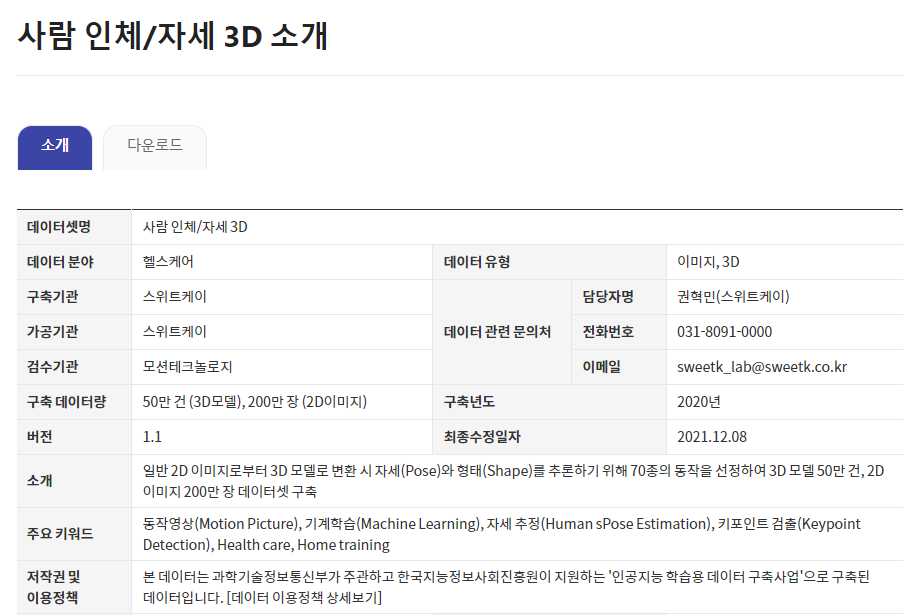 사람 인체/자세 3D 소개
소개
다운로드
데이터셋명
사람 인체/자세 3D
데이터 분야
헬스케어
데이터 유형
이미지, 3D
구축기관
스위트케이
데이터 관련 문의처
담당자명
권혁민(스위트케이)
가공기관
스위트케이
전화번호
031-8091-0000
검수기관
모션테크놀로지
이메일
sweetk_lab@sweetk.co.kr
구축 데이터량
50만 건 (3D모델), 200만 장 (2D이미지)
구축년도
2020년
버전
1.1
최종수정일자
2021.12.08
소개
일반 2D 이미지로부터 3D 모델로 변환 시 자세(Pose)와 형태(Shape)를 추론하기 위해 70종의 동작을 선정하여 3D 모델 50만 건, 2D
이미지 200만 장 데이터셋 구축
주요 키워드
동작영상(Motion Picture), 기계학습(Machine Learning), 자세 추정(Human sPose Estimation), 키포인트 검출(Keypoint
Detection), Health care, Home training
저작권 및
이용정책
본 데이터는 과학기술정보통신부가 주관하고 한국지능정보사회진흥원이 지원하는 '인공지능 학습용 데이터 구축사업'으로 구축된
데이터입니다. [데이터 이용정책 상세보기]